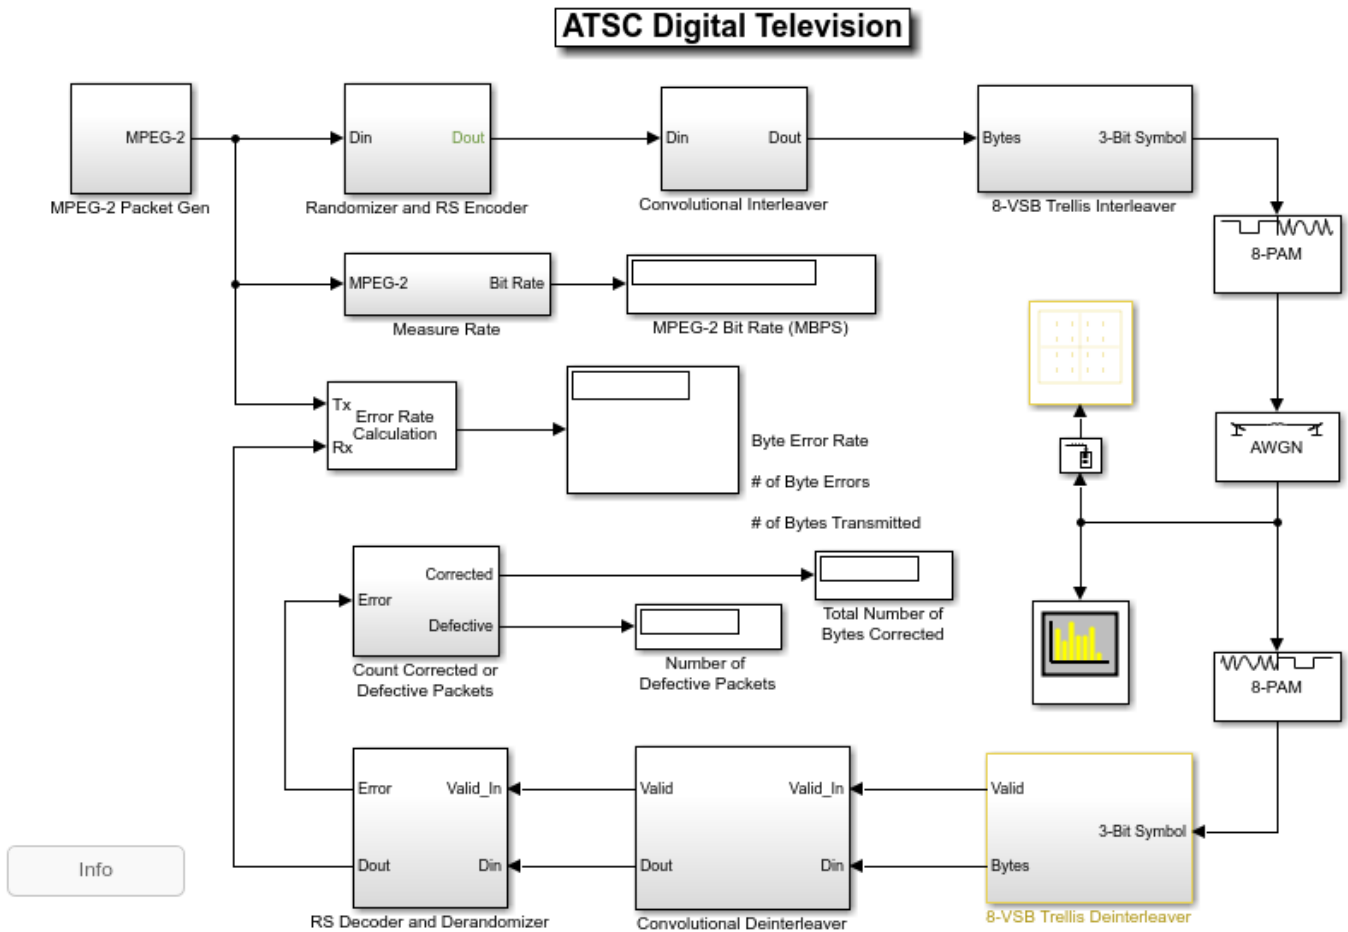 ATSC Digital Television
MPEG-2
MPEG-2 Packet Gen
Din
Dout
Randomizer and RS Encoder
Din
Dout
Convolutional Interleaver
Bytes
3-Bit Symbol
8-VSB Trellis Interleaver
8-PAM
MPEG-2
Bit Rate
Measure Rate
MPEG-2 Bit Rate (MBPS)
Tx
Rx
Error Rate
Calculation
Byte Error Rate
# of Byte Errors
# of Bytes Transmitted
AWGN
Error
Corrected
Defective
Count Corrected or
Defective Packets
Total Number of
Bytes Corrected
Number of
Defective Packets
8-PAM
Error
Valid_In
Dout
Din
RS Decoder and Derandomizer
Valid
Valid_In
Dout
Din
Convolutional Deinterleaver
Valid
3-Bit Symbol
Bytes
8-VSB Trellis Deinterleaver
Info